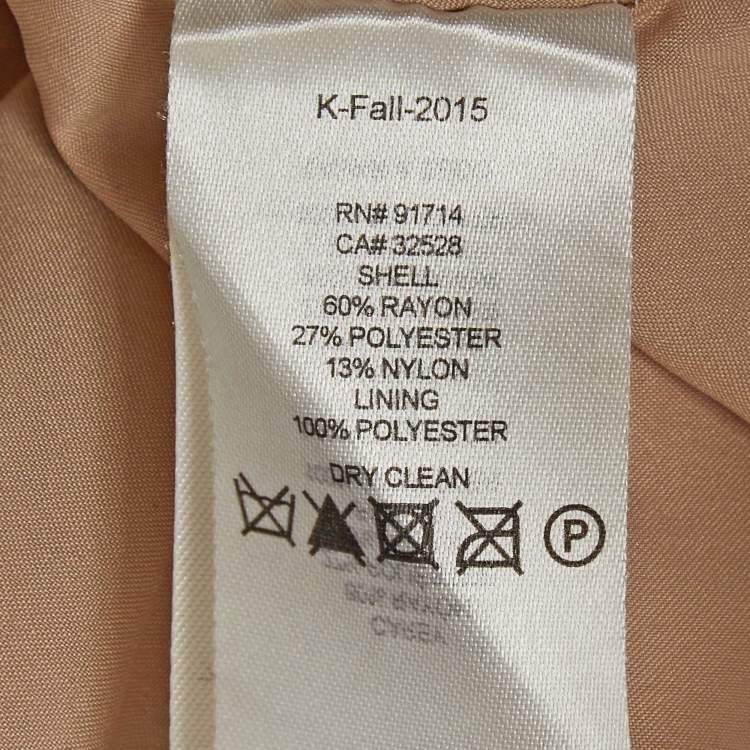 K-Fall-2015
RN# 91714
CA# 32528
SHELL
60% RAYON
27% POLYESTER
13% NYLON
LINING
100% POLYESTER
DRY CLEAN
P